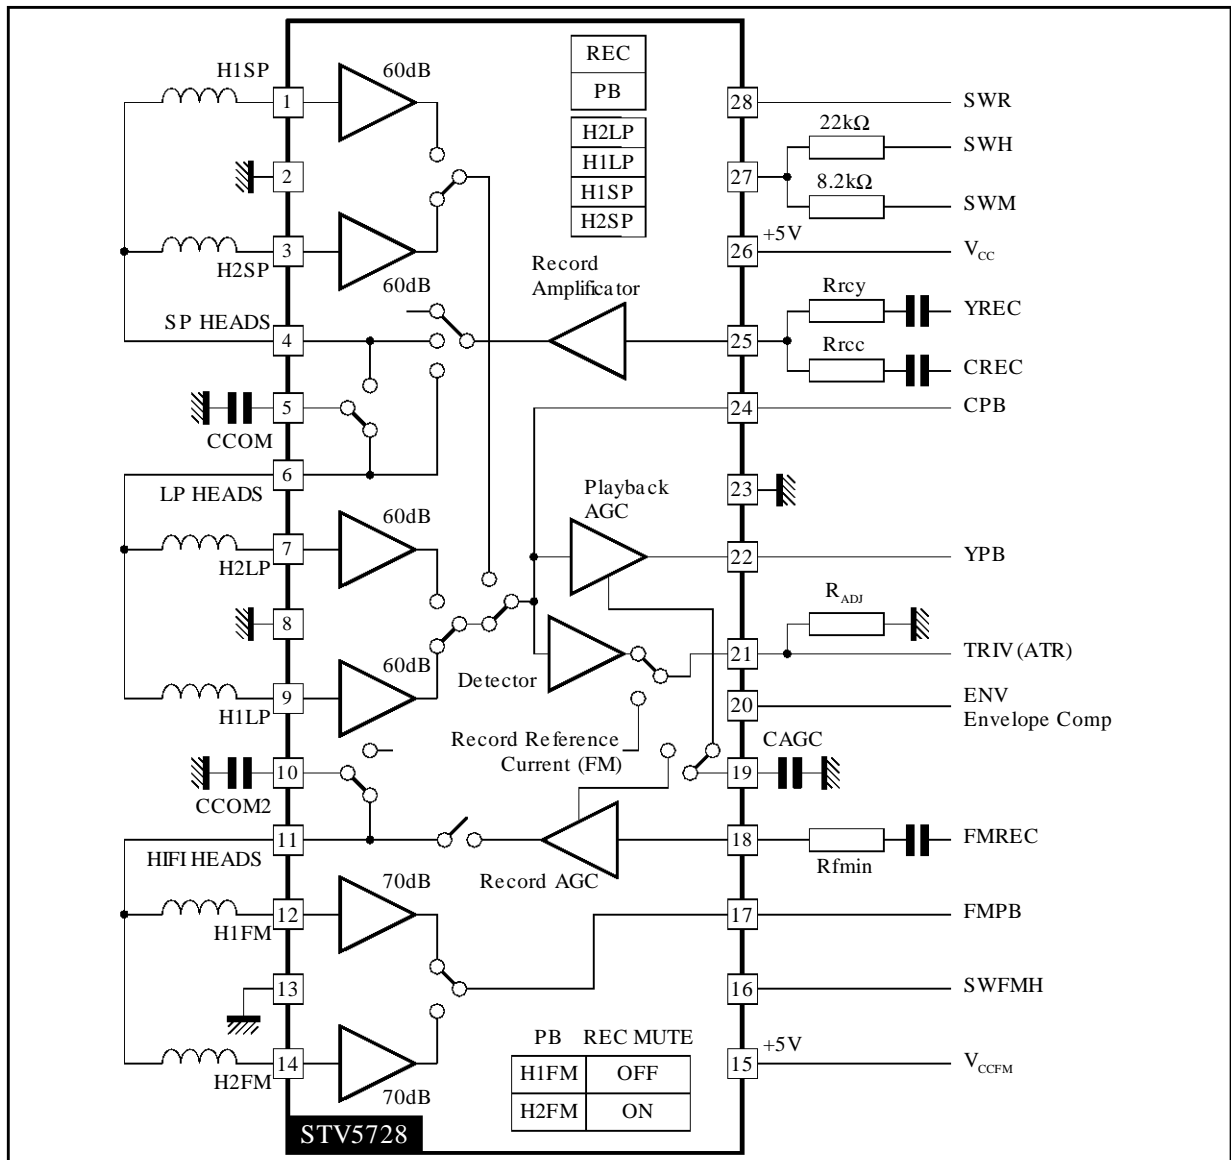 H1SP
60dB
1
2
3
H2SP
60dB
SP HEADS
4
5
CCOM
6
LP HEADS
60dB
7
H2LP
8
60dB
9
H1LP
10
CCOM2
11
HIFI HEADS
70dB
12
H1FM
13
14
H2FM
70dB
STV5728
REC
PB
H2LP
H1LP
H1SP
H2SP
Record
Amplificator
Playback
AGC
Detector
Record Reference
Current (FM)
Record AGC
PB REC MUTE
H1FM OFF
H2FM ON
28 SWR
22kΩ
SWH
27
8.2kΩ
SWM
+5V
26 VCC
Rrcy
YREC
25
Rrcc
CREC
24 CPB
23
22 YPB
RADJ
21 TRIV (ATR)
20 ENV
Envelope Comp
CAGC
19
18 FMREC
Rfmin
17 FMPB
16 SWFMH
+5V
15 VCCFM